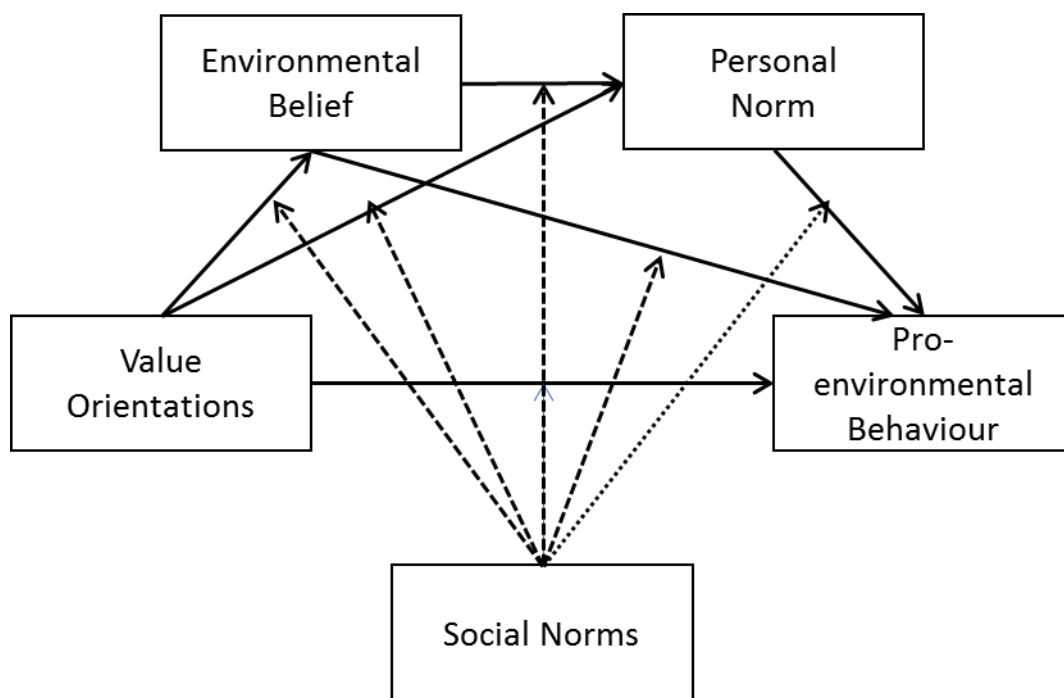 Environmental
Belief
Personal
Norm
Value
Orientations
Pro-
environmental
Behaviour
Social Norms